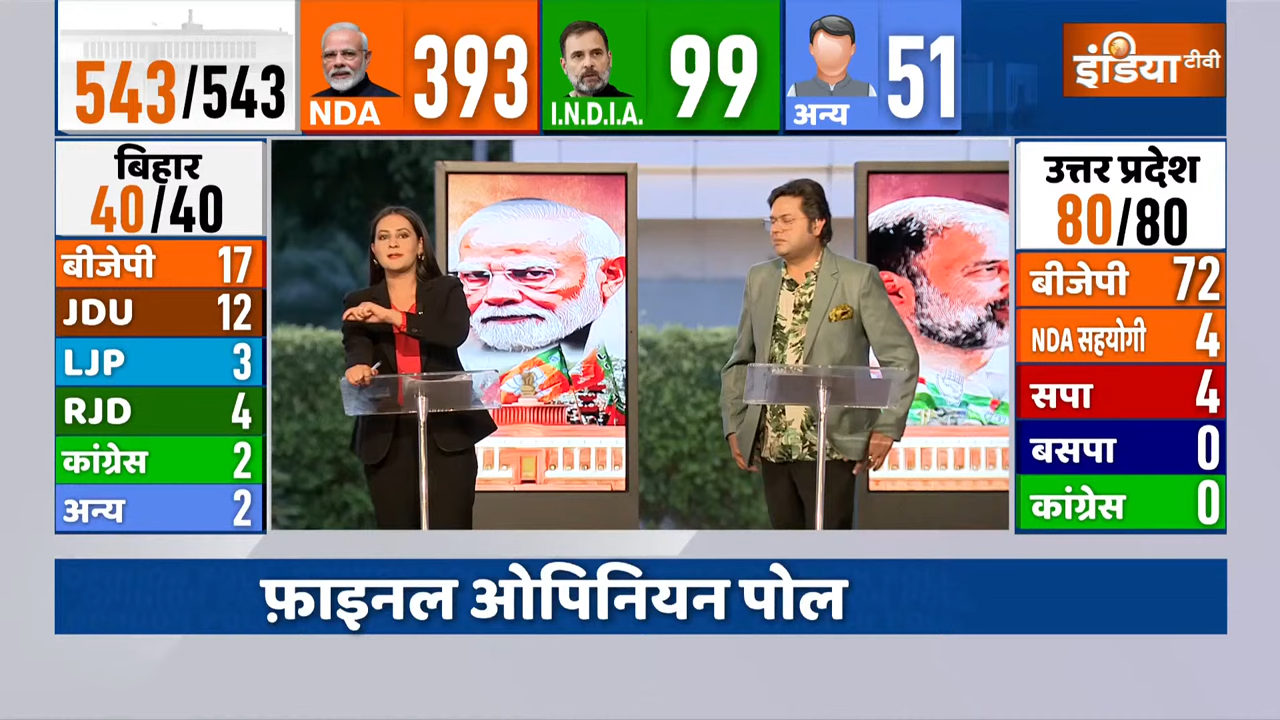 543/543
NDA 393
I.N.D.I.A. 99
अन्य 51
इंडिया टीवी
बिहार
40/40
बीजेपी 17
JDU 12
LJP 3
RJD 4
कांग्रेस 2
अन्य 2
उत्तर प्रदेश
80/80
बीजेपी 72
NDA सहयोगी 4
सपा 4
बसपा 0
कांग्रेस 0
फ़ाइनल ओपिनियन पोल